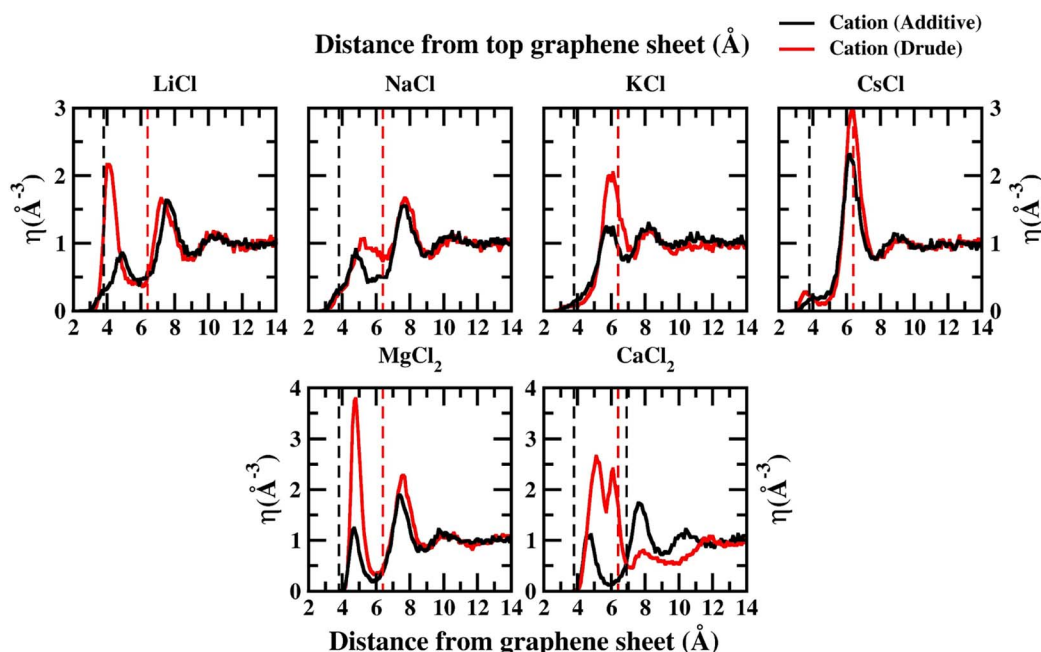 Cation (Additive)
Cation (Drude)
Distance from top graphene sheet (Å)
LiCl NaCl KCl CsCl
η(Å⁻³)
3
2
1
0
2 4 6 8 10 12 14
2 4 6 8 10 12 14
2 4 6 8 10 12 14
2 4 6 8 10 12 14
3
2
1
0
η(Å⁻³)
MgCl₂ CaCl₂
η(Å⁻³)
4
3
2
1
0
2 4 6 8 10 12 14
4
3
2
1
0
2 4 6 8 10 12 14
η(Å⁻³)
Distance from graphene sheet (Å)